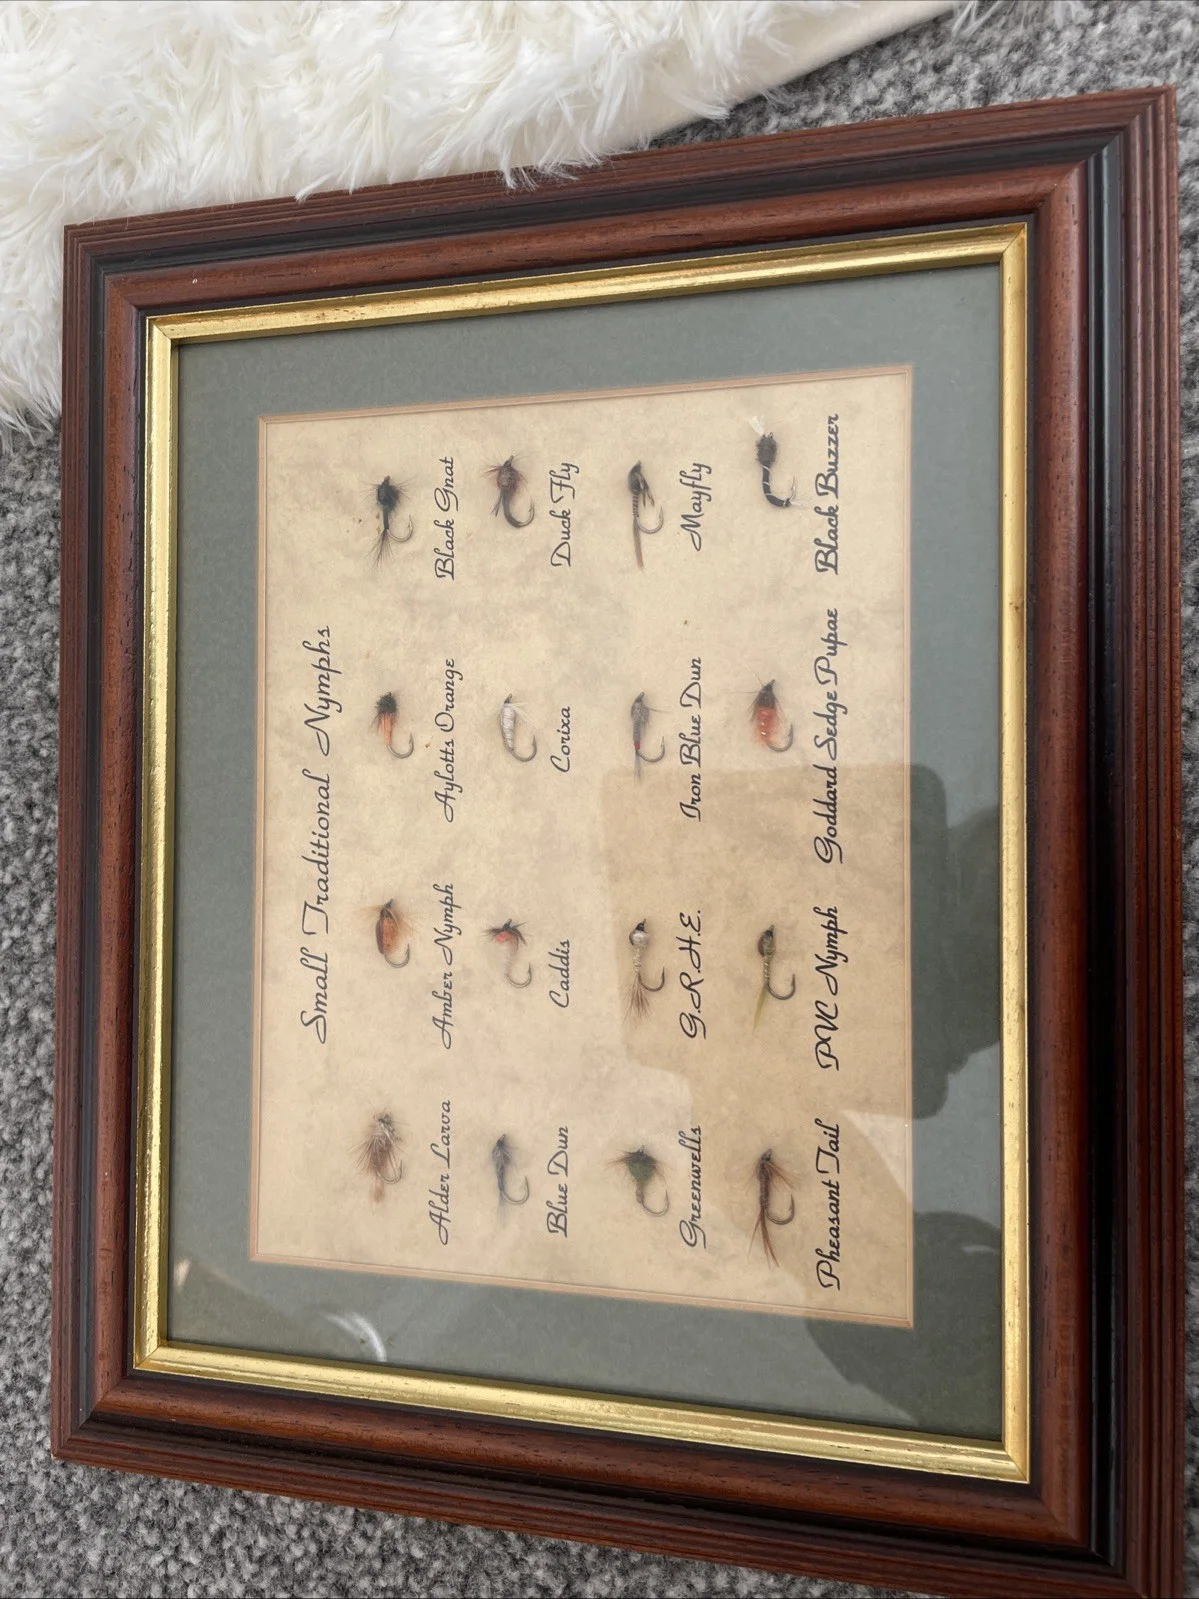 Small Traditional Nymphs
Alder Larva Amber Nymph Aylotts Orange Black Gnat
Blue Dun Caddis Corixa Duck Fly
Greenwells G.R.H.E. Iron Blue Dun Mayfly
Pheasant Tail PVC Nymph Goddard Sedge Pupae Black Buzzer